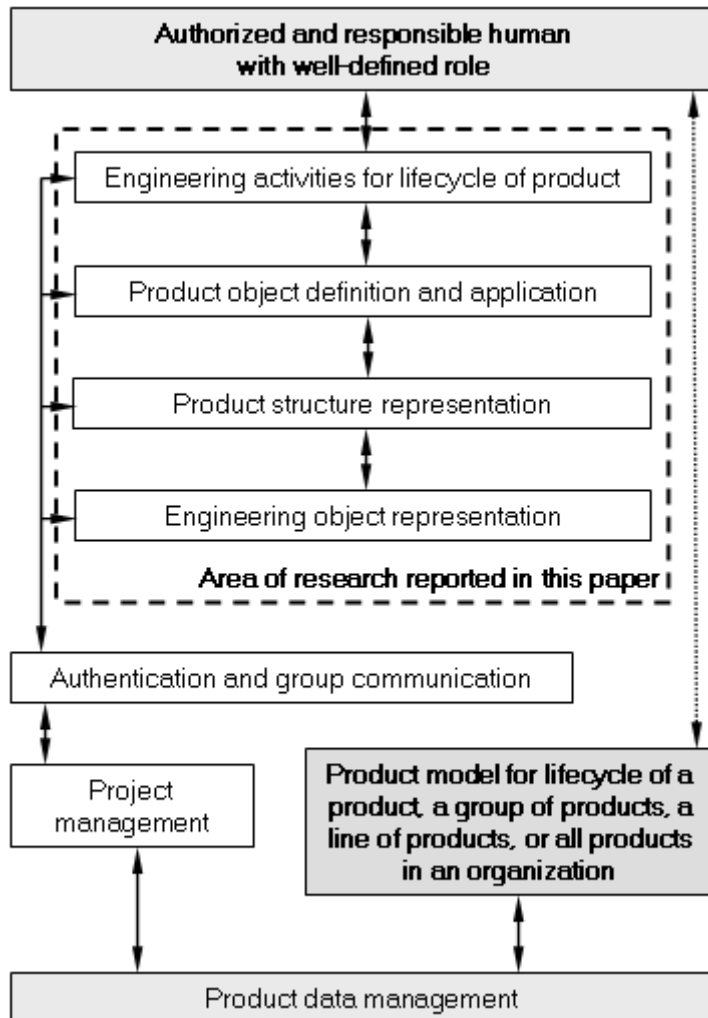 Authorized and responsible human
with well-defined role
Engineering activities for lifecycle of product
Product object definition and application
Product structure representation
Engineering object representation
Area of research reported in this paper
Authentication and group communication
Project
management
Product model for lifecycle of a
product, a group of products, a
line of products, or all products
in an organization
Product data management